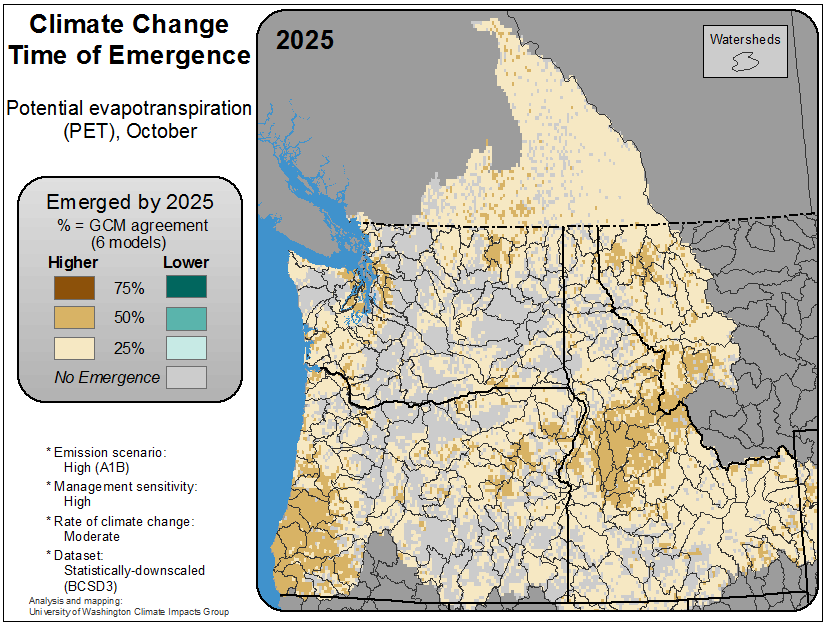 Climate Change
Time of Emergence
Potential evapotranspiration
(PET), October
Emerged by 2025
% = GCM agreement
(6 models)
Higher Lower
75%
50%
25%
No Emergence
* Emission scenario:
High (A1B)
* Management sensitivity:
High
* Rate of climate change:
Moderate
* Dataset:
Statistically-downscaled
(BCSD3)
Analysis and mapping:
University of Washington Climate Impacts Group
2025
Watersheds